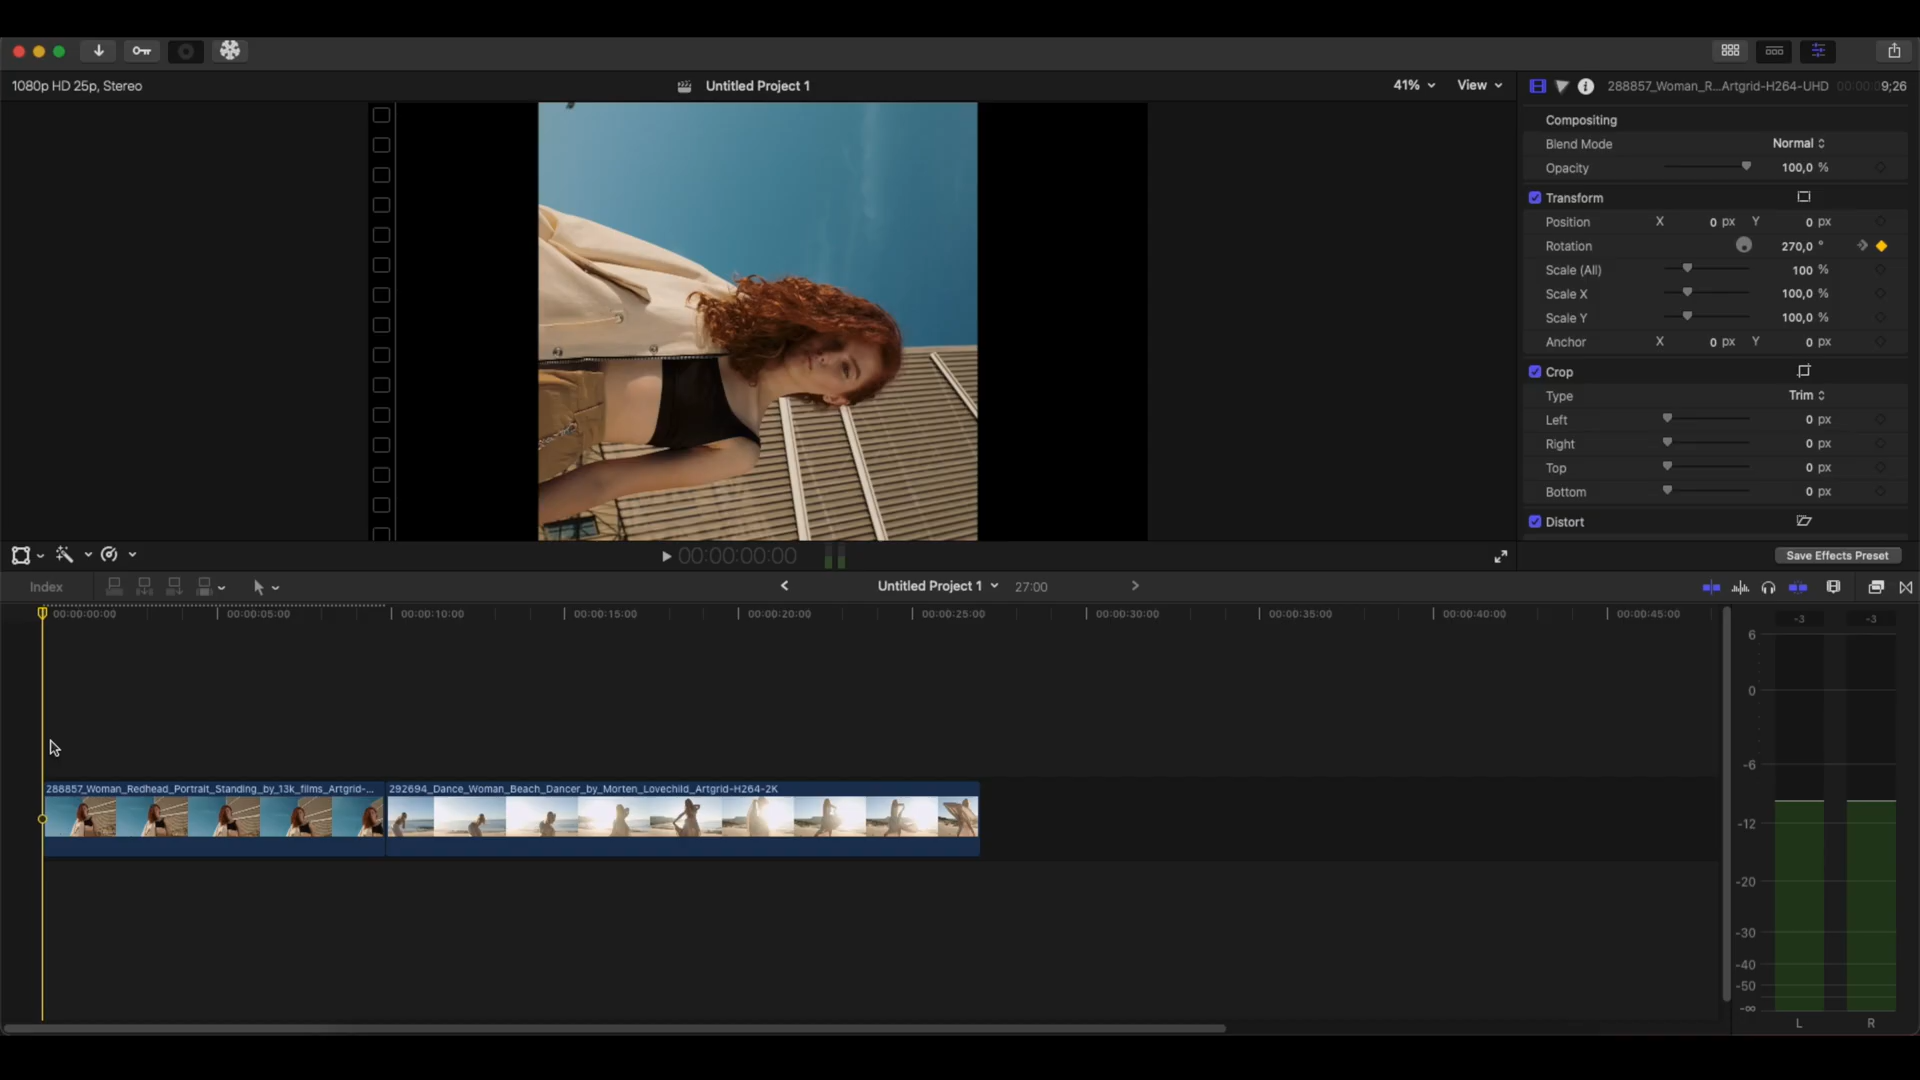 1080p HD 25p, Stereo
Untitled Project 1
41%
View
288857_Woman_R...Artgrid-H264-UHD
9;26
Compositing
Blend Mode
Normal
Opacity
100,0 %
Transform
Position X 0 px Y 0 px
Rotation 270,0 °
Scale (All) 100 %
Scale X 100,0 %
Scale Y 100,0 %
Anchor X 0 px Y 0 px
Crop
Type Trim
Left 0 px
Right 0 px
Top 0 px
Bottom 0 px
Distort
00:00:00:00
Save Effects Preset
Index
Untitled Project 1
27:00
00:00:00:00
00:00:05:00
00:00:10:00
00:00:15:00
00:00:20:00
00:00:25:00
00:00:30:00
00:00:35:00
00:00:40:00
00:00:45:00
-3
-3
6
0
-6
-12
-20
-30
-40
-50
-∞
L
R
288857_Woman_Redhead_Portrait_Standing_by_13k_films_Artgrid-...
292694_Dance_Woman_Beach_Dancer_by_Morten_Lovechild_Artgrid-H264-2K